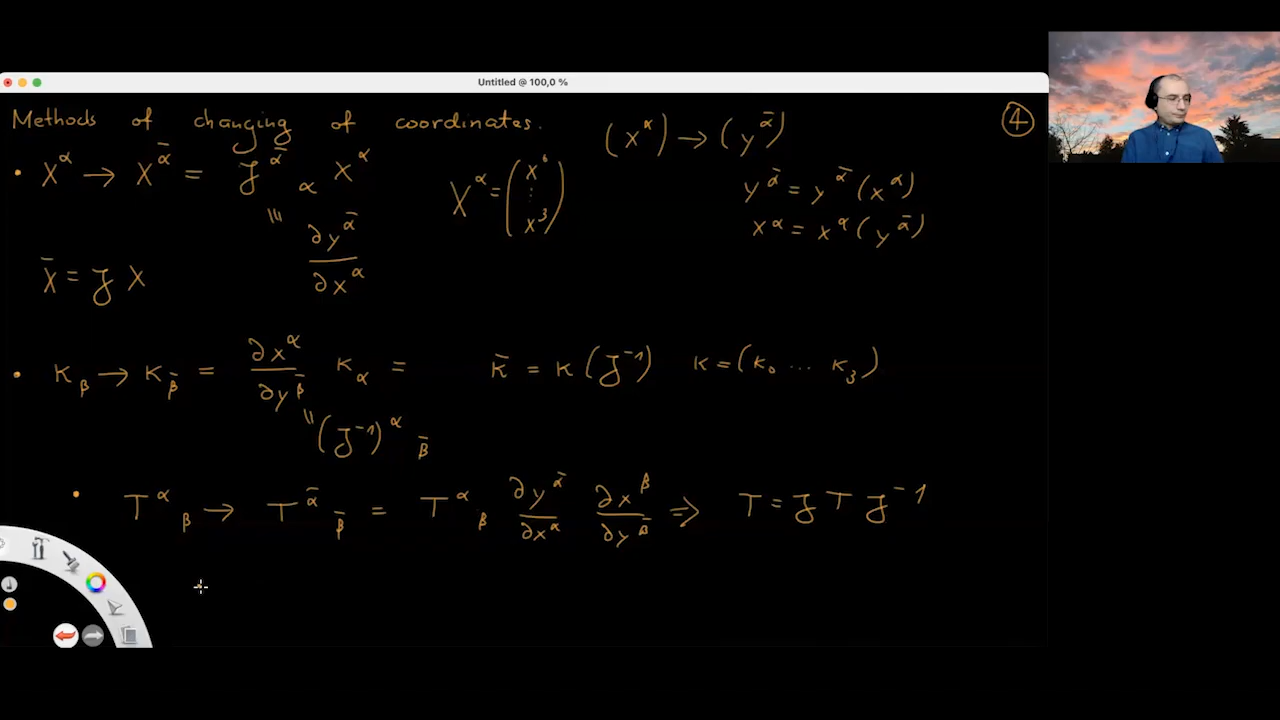 Untitled @ 100,0 %
Methods of changing of coordinates. (x^α) → (y^ᾱ) ④
• X^α → X^ᾱ = J^ᾱ_α X^α X^α = (X^0 ⋮ X^3) y^ᾱ = y^ᾱ(x^α)
x^α = x^α(y^ᾱ)
''' ∂y^ᾱ/∂x^α
X̄ = J X
• K_β → K_β̄ = ∂x^α/∂y^β̄ K_α = K̄ = K(J^-1) K = (K_0 ... K_3)
'' (J^-1)^α_β̄
• T^α_β → T^ᾱ_β̄ = T^α_β ∂y^ᾱ/∂x^α ∂x^β/∂y^β̄ => T = J T J^-1